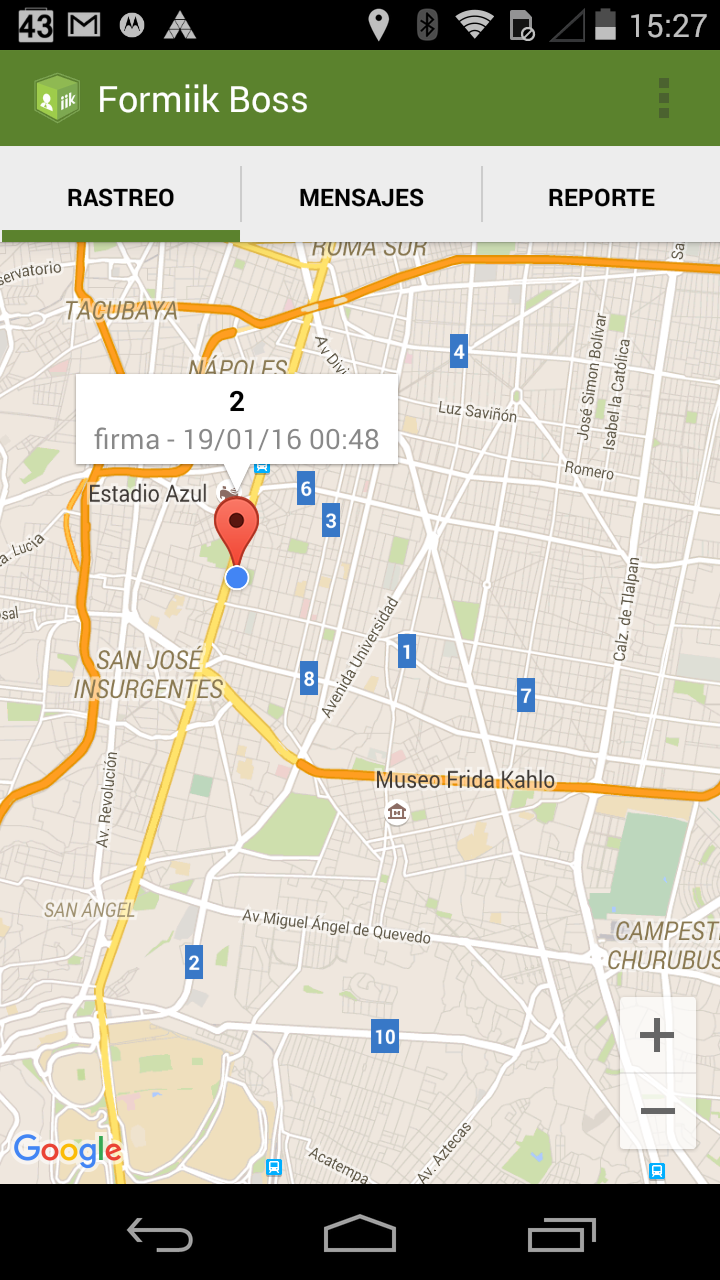 43
15:27
iik
Formiik Boss
RASTREO
MENSAJES
REPORTE
ROMA SUR
servatorio
TACUBAYA
NÁPOLES
Av Divi
4
José Simon Bolívar
Isabel la Católica
Luz Saviñón
2
firma - 19/01/16 00:48
Romero
Estadio Azul
6
3
a. Lucia
Calz. de Tlalpan
sal
Avenida Universidad
1
SAN JOSÉ
INSURGENTES
8
7
Av. Revolución
Museo Frida Kahlo
SAN ÁNGEL
Av Miguel Ángel de Quevedo
CAMPEST
CHURUBUS
2
10
Google
Acatempa
Av. Aztecas